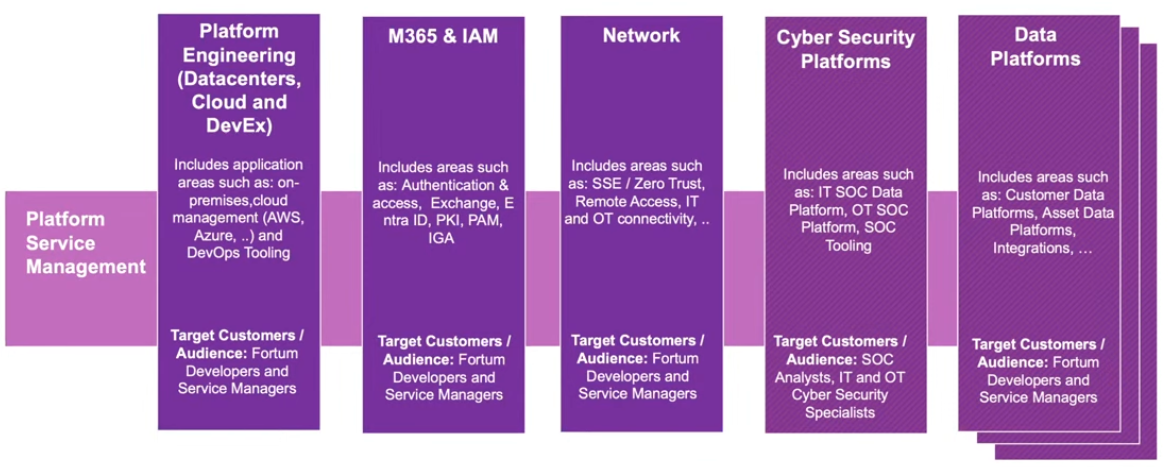 Platform
Service
Management
Platform
Engineering
(Datacenters,
Cloud and
DevEx)
Includes application
areas such as: on-
premises,cloud
management (AWS,
Azure, ..) and
DevOps Tooling
Target Customers /
Audience: Fortum
Developers and
Service Managers
M365 & IAM
Includes areas such
as: Authentication &
access,  Exchange, E
ntra ID, PKI, PAM,
IGA
Target Customers /
Audience: Fortum
Developers and
Service Managers
Network
Includes areas such
as: SSE / Zero Trust,
Remote Access, IT
and OT connectivity, ..
Target Customers /
Audience: Fortum
Developers and
Service Managers
Cyber Security
Platforms
Includes areas such
as: IT SOC Data
Platform, OT SOC
Platform, SOC
Tooling
Target Customers /
Audience: SOC
Analysts, IT and OT
Cyber Security
Specialists
Data
Platforms
Includes areas such
as: Customer Data
Platforms, Asset Data
Platforms,
Integrations, …
Target Customers /
Audience: Fortum
Developers and
Service Managers